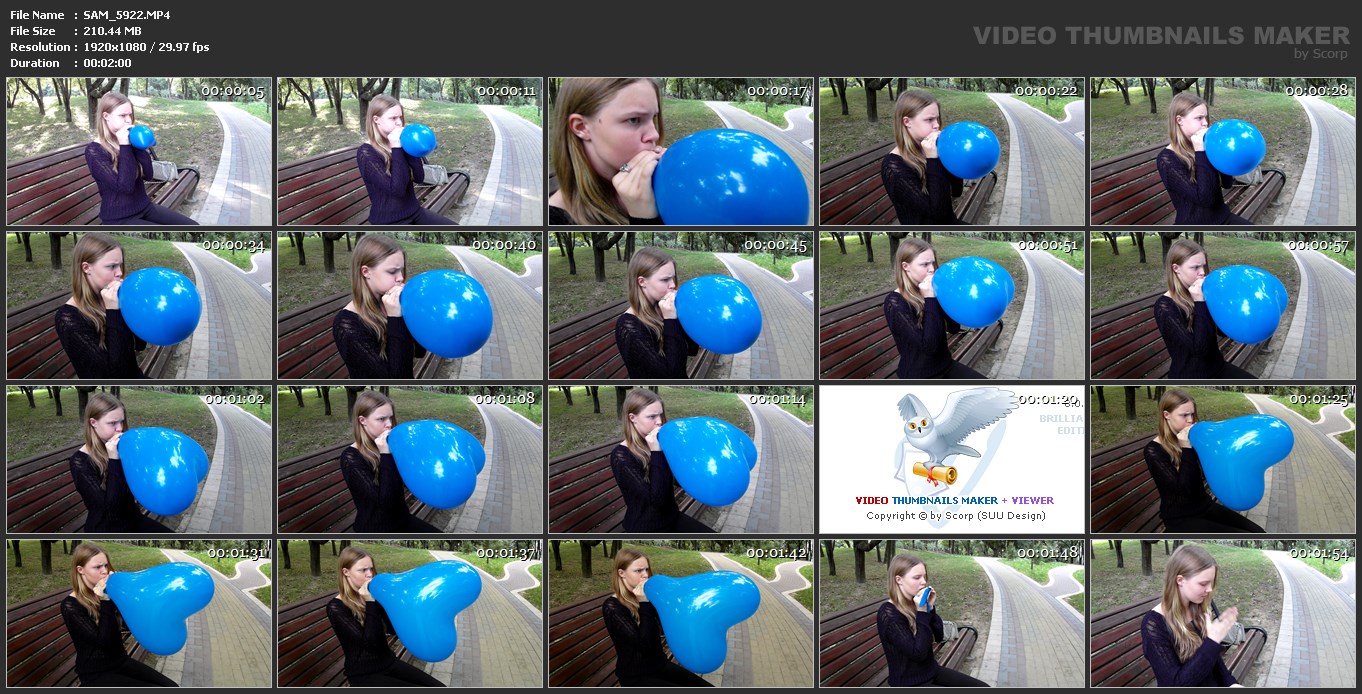 File Name : SAM_5922.MP4
VIDEO THUMBNAILS MAKER
File Size : 210.44 MB
by Scorp
Resolution : 1920x1080 / 29.97 fps
Duration : 00:02:00
00:00:05
00:00:11
00:00:17
00:00:22
00:00:28
00:00:34
00:00:40
00:00:45
00:00:51
00:00:57
00:01:02
00:01:08
00:01:14
00:01:20
BRILLIA
EDIT
VIDEO THUMBNAILS MAKER + VIEWER
Copyright © by Scorp (SUU Design)
00:01:25
00:01:31
00:01:37
00:01:42
00:01:48
00:01:54